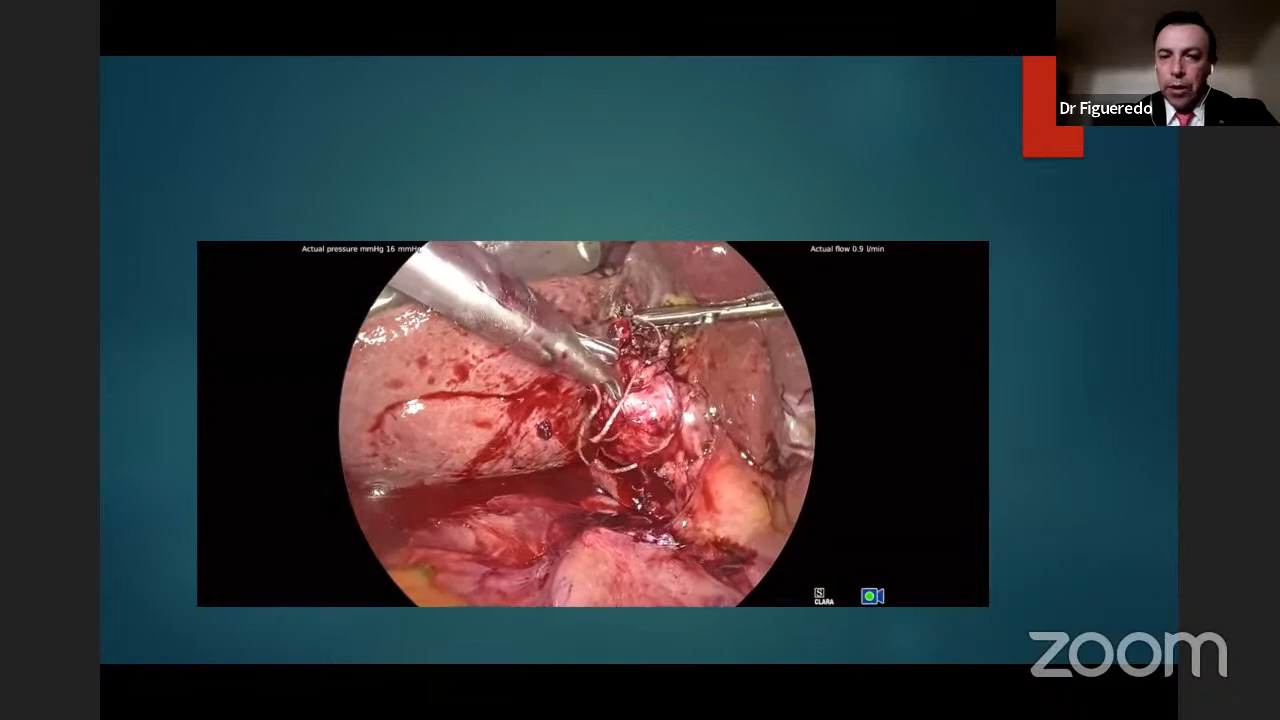 Dr Figueredo
Actual pressure mmHg 16 mmHg
Actual flow 0.9 l/min
S
CLARA
zoom